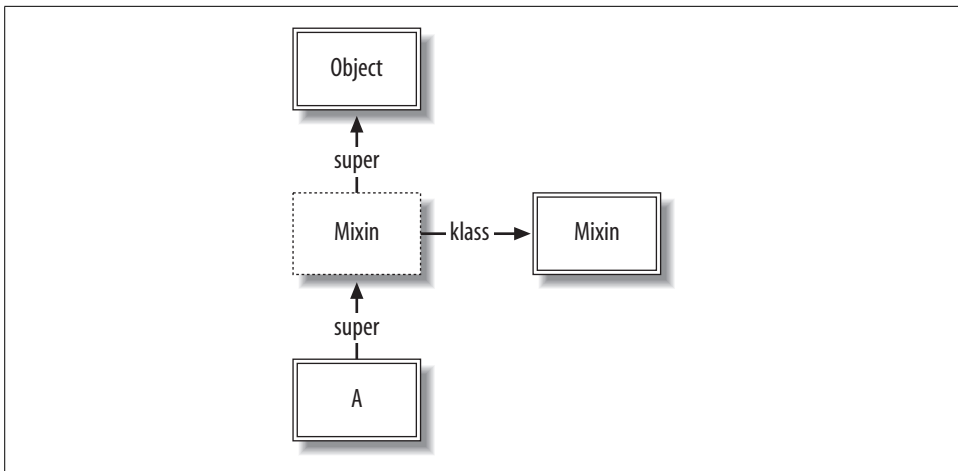 Object
super
Mixin
klass
Mixin
super
A